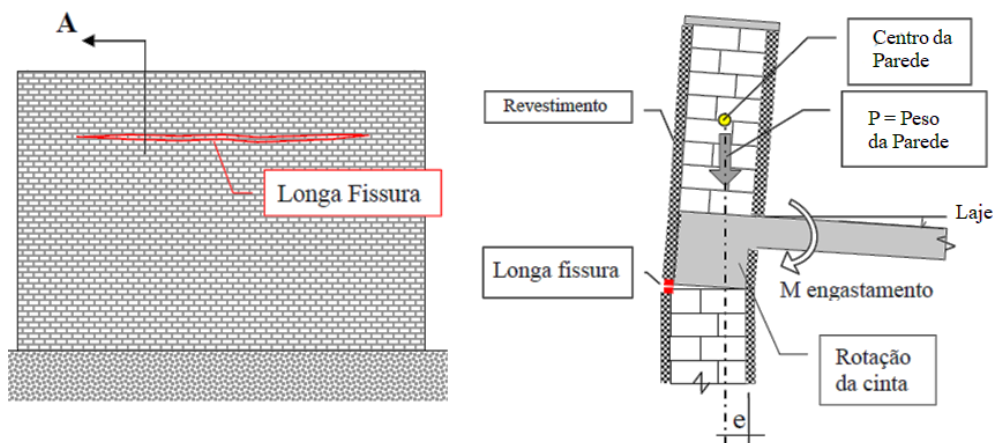 A
Longa Fissura
Revestimento
Centro da
Parede
P = Peso
da Parede
Laje
Longa fissura
M engastamento
Rotação
da cinta
e